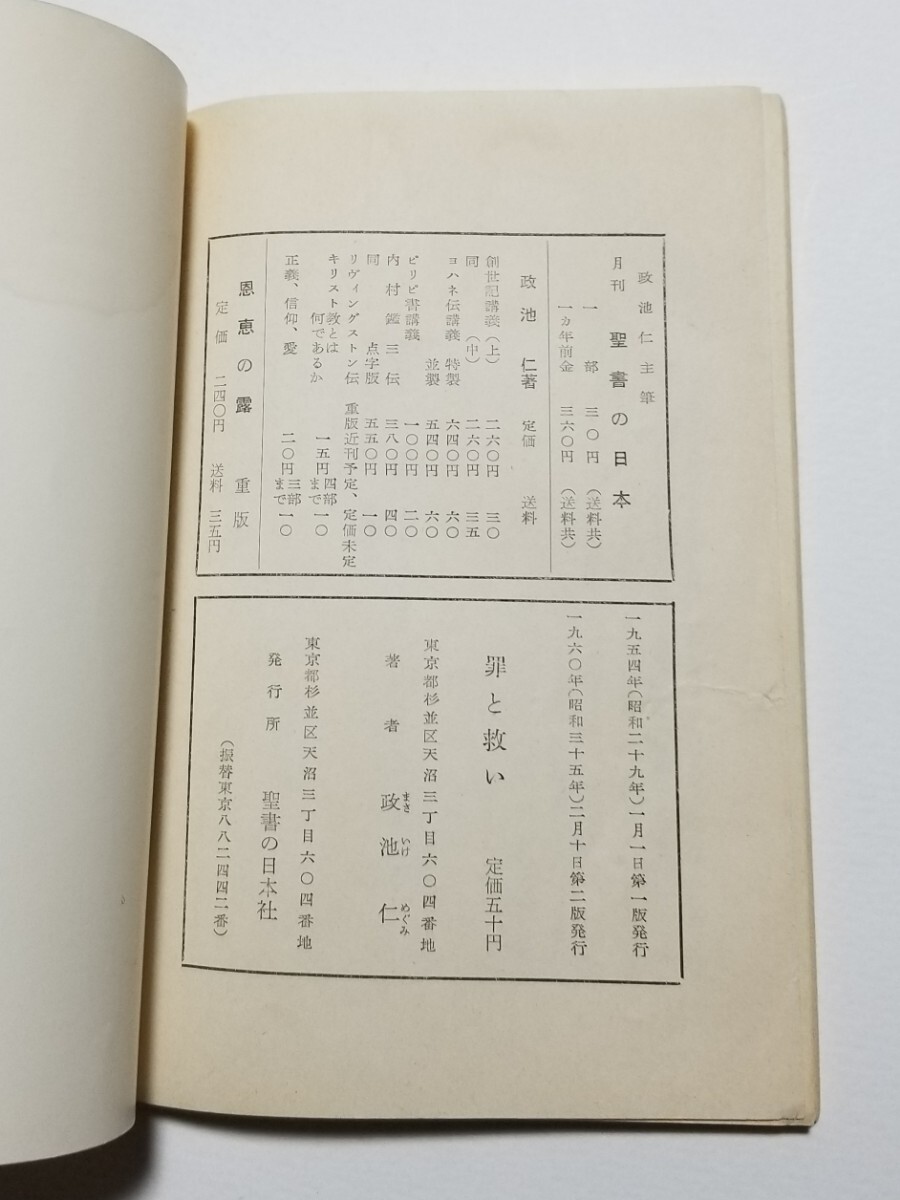 政池仁主筆
月刊 聖書の日本
一部 三〇円 (送料共)
一カ年前金 三六〇円 (送料共)
政池 仁著 定価 送料
創世記講義(上) 二六〇円 三〇
同 (中) 二六〇円 三五
ヨハネ伝講義 特製 六四〇円 六〇
並製 五四〇円 六〇
ピリピ書講義 一〇〇円 二〇
内村鑑三伝 三八〇円 四〇
同 点字版 五五〇円 一〇
リヴィングストン伝 重版近刊予定、定価未定
キリスト教とは何であるか 一五円 四部まで 一〇
正義、信仰、愛 二〇円 三部まで 一〇
恩恵の露 重版
定価 二四〇円 送料 三五円
一九五四年(昭和二十九年)一月一日第一版発行
一九六〇年(昭和三十五年)二月十日第二版発行
罪と救い 定価五十円
東京都杉並区天沼三丁目六〇四番地
著者 政池仁
まさ いけ めぐみ
東京都杉並区天沼三丁目六〇四番地
発行所 聖書の日本社
(振替東京八八二四四二番)